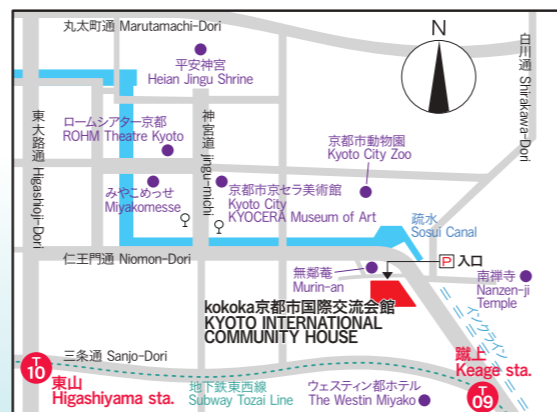 丸太町通 Marutamachi-Dori
N
白川通 Shirakawa-Dori
平安神宮
Heian Jingu Shrine
東大路通 Higashioji-Dori
ロームシアター京都
ROHM Theatre Kyoto
神宮道 jingu-michi
京都市動物園
Kyoto City Zoo
みやこめっせ
Miyakomesse
京都市京セラ美術館
Kyoto City
KYOCERA Museum of Art
疏水
Sosui Canal
仁王門通 Niomon-Dori
無鄰菴
Murin-an
P 入口
南禅寺
Nanzen-ji
Temple
kokoka京都市国際交流会館
KYOTO INTERNATIONAL
COMMUNITY HOUSE
インクライン
三条通 Sanjo-Dori
T
10
東山
Higashiyama sta.
地下鉄東西線
Subway Tozai Line
ウェスティン都ホテル
The Westin Miyako
蹴上
Keage sta.
T
09